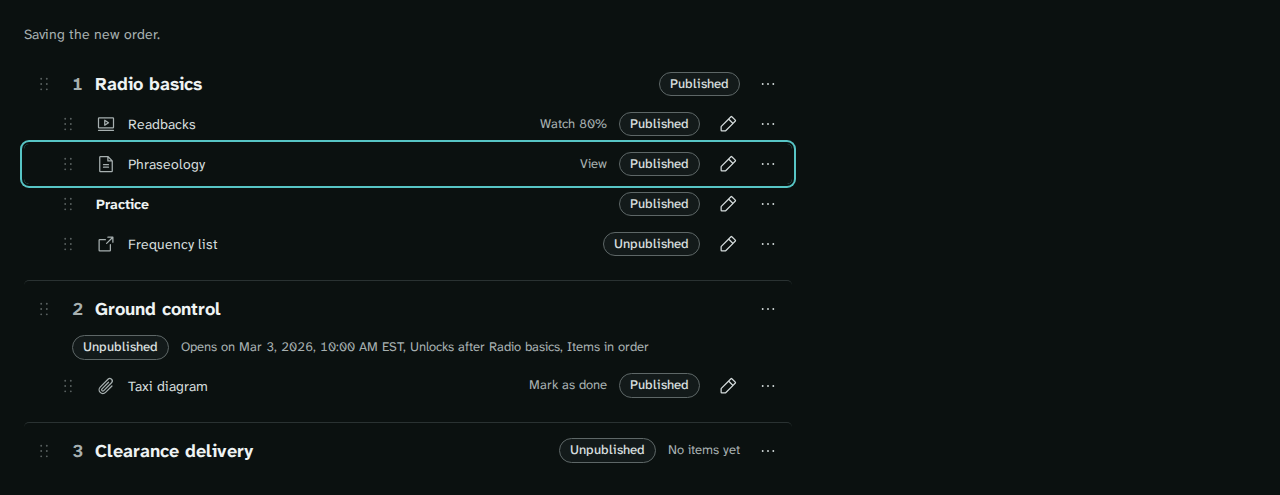 Saving the new order.
1 Radio basics Published
Readbacks Watch 80% Published
Phraseology View Published
Practice Published
Frequency list Unpublished
2 Ground control
Unpublished Opens on Mar 3, 2026, 10:00 AM EST, Unlocks after Radio basics, Items in order
Taxi diagram Mark as done Published
3 Clearance delivery Unpublished No items yet